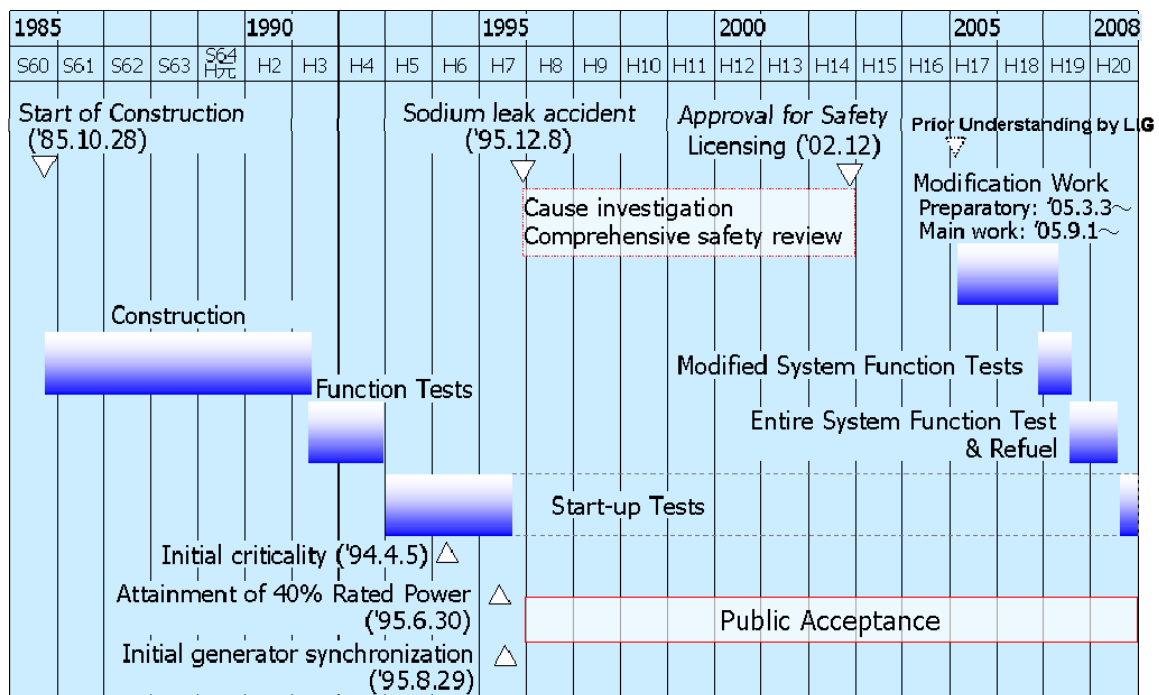 1985 1990 1995 2000 2005 2008
S60 S61 S62 S63 S64 H2 H3 H4 H5 H6 H7 H8 H9 H10 H11 H12 H13 H14 H15 H16 H17 H18 H19 H20
H元
Start of Construction
('85.10.28)
Sodium leak accident
('95.12.8)
Approval for Safety
Licensing ('02.12)
Prior Understanding by LIG
Modification Work
Preparatory: '05.3.3～
Main work: '05.9.1～
Cause investigation
Comprehensive safety review
Construction
Function Tests
Modified System Function Tests
Entire System Function Test
& Refuel
Start-up Tests
Initial criticality ('94.4.5)
Attainment of 40% Rated Power
('95.6.30)
Public Acceptance
Initial generator synchronization
('95.8.29)